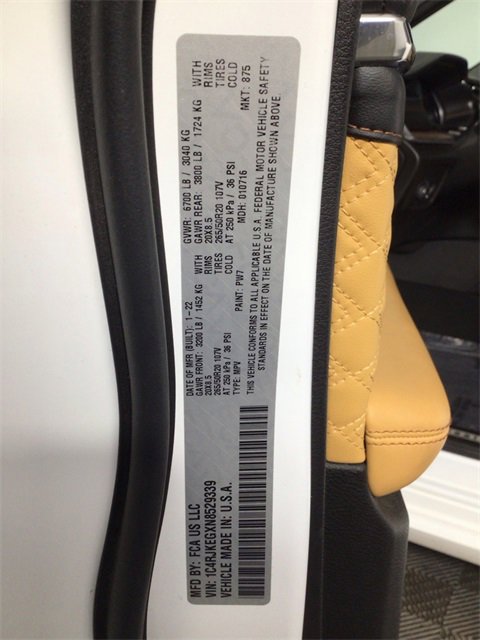 MFD BY: FCA US LLC
1C4RJKEGXN8529339
VEHICLE MADE IN: U.S.A.
DATE OF MFR (BUILT): 1-22
GVWR: 6700 LB / 3040 KG
GAWR FRONT: 3200 LB / 1452 KG WITH
GAWR REAR: 3800 LB / 1724 KG WITH
20X8.5 RIMS
20X8.5 RIMS
265/50R20 107V TIRES
265/50R20 107V TIRES
AT 250 kPa / 36 PSI COLD
AT 250 kPa / 36 PSI COLD
TYPE: MPV
PAINT: PW7
MDH: 010716
MKT: 875
THIS VEHICLE CONFORMS TO ALL APPLICABLE U.S.A. FEDERAL MOTOR VEHICLE SAFETY
STANDARDS IN EFFECT ON THE DATE OF MANUFACTURE SHOWN ABOVE.